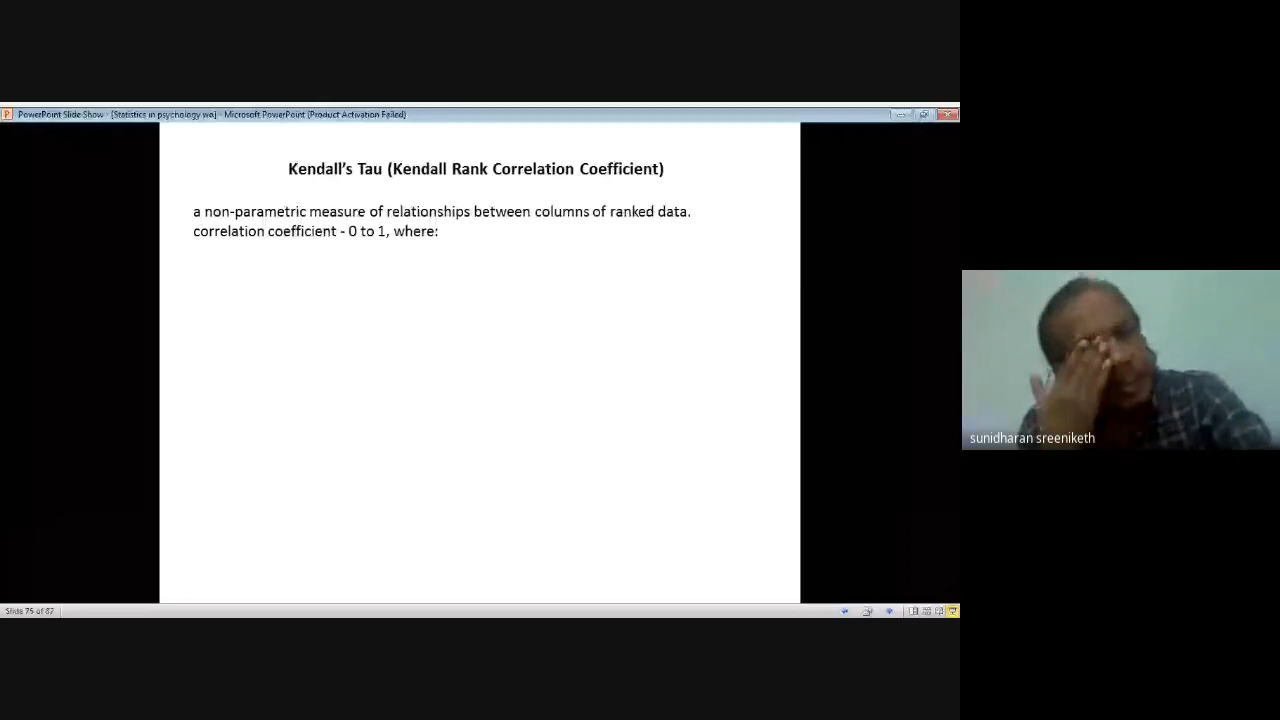 PowerPoint Slide Show - [Statistics in psychology wa] - Microsoft PowerPoint (Product Activation Failed)
Kendall's Tau (Kendall Rank Correlation Coefficient)
a non-parametric measure of relationships between columns of ranked data.
correlation coefficient - 0 to 1, where:
sunidharan sreeniketh
Slide 75 of 87